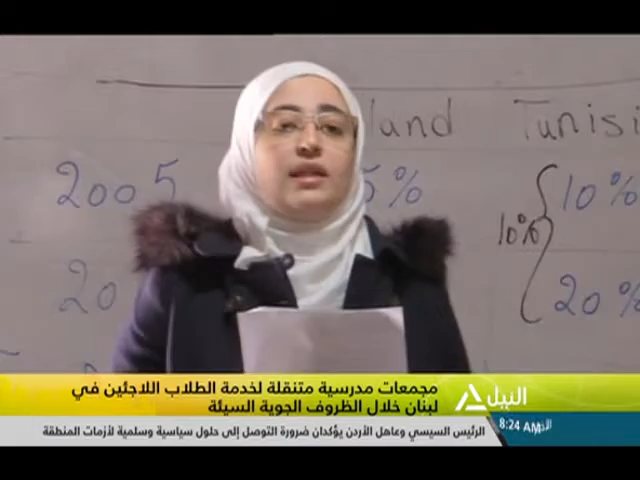 land Tunisi
2005 5% 10%
10%
20 20%
مجمعات مدرسية متنقلة لخدمة الطلاب اللاجئين في
لبنان خلال الظروف الجوية السيئة
النيل
8:24 AM
الرئيس السيسي وعاهل الأردن يؤكدان ضرورة التوصل إلى حلول سياسية وسلمية لأزمات المنطقة